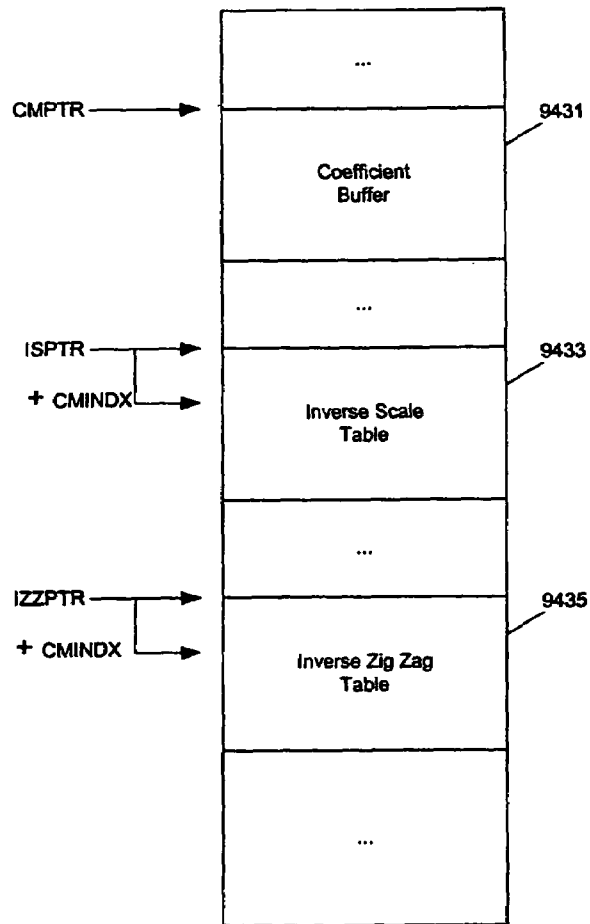 ...
CMPTR
9431
Coefficient
Buffer
...
ISPTR
9433
+ CMINDX
Inverse Scale
Table
...
IZZPTR
9435
+ CMINDX
Inverse Zig Zag
Table
...